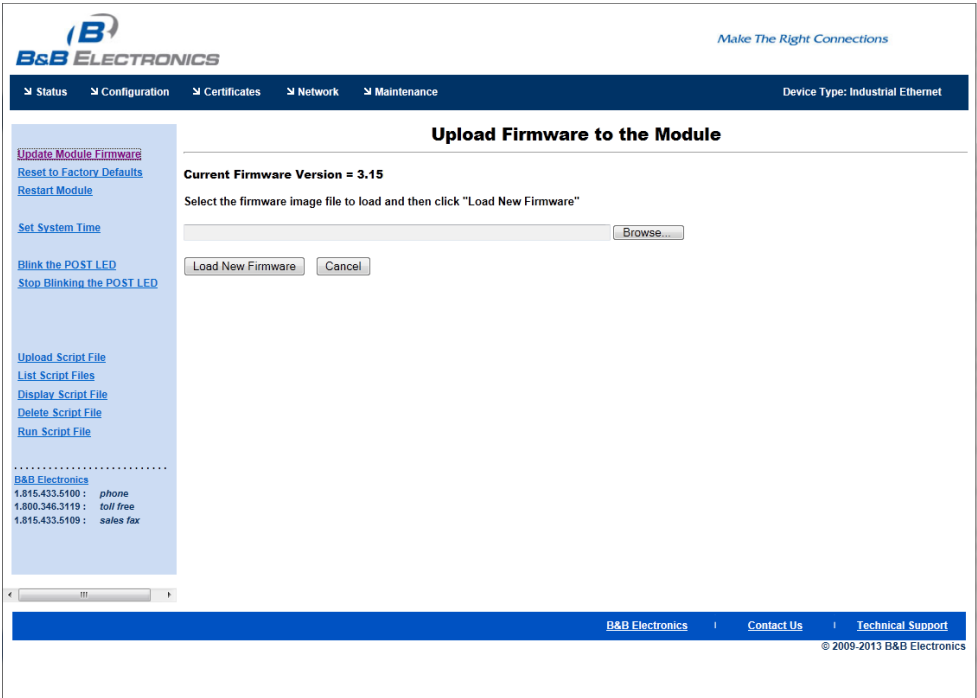 B
B&B ELECTRONICS
Make The Right Connections
Status Configuration Certificates Network Maintenance Device Type: Industrial Ethernet
Update Module Firmware
Reset to Factory Defaults
Restart Module
Set System Time
Blink the POST LED
Stop Blinking the POST LED
Upload Script File
List Script Files
Display Script File
Delete Script File
Run Script File
B&B Electronics
1.815.433.5100 : phone
1.800.346.3119 : toll free
1.815.433.5109 : sales fax
Upload Firmware to the Module
Current Firmware Version = 3.15
Select the firmware image file to load and then click "Load New Firmware"
Browse...
Load New Firmware Cancel
B&B Electronics | Contact Us | Technical Support
© 2009-2013 B&B Electronics